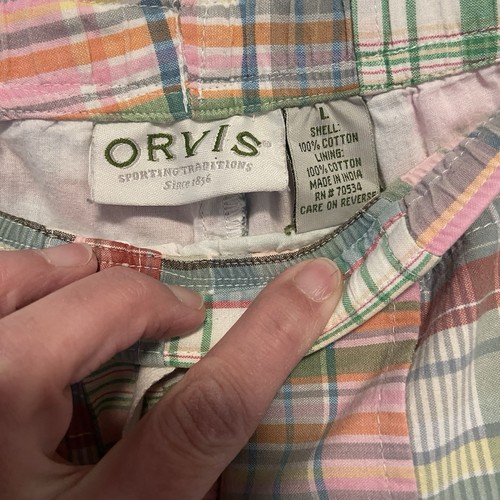 ORVIS®
SPORTING TRADITIONS
Since 1856
L
SHELL:
100% COTTON
LINING:
100% COTTON
MADE IN INDIA
RN# 70534
CARE ON REVERSE